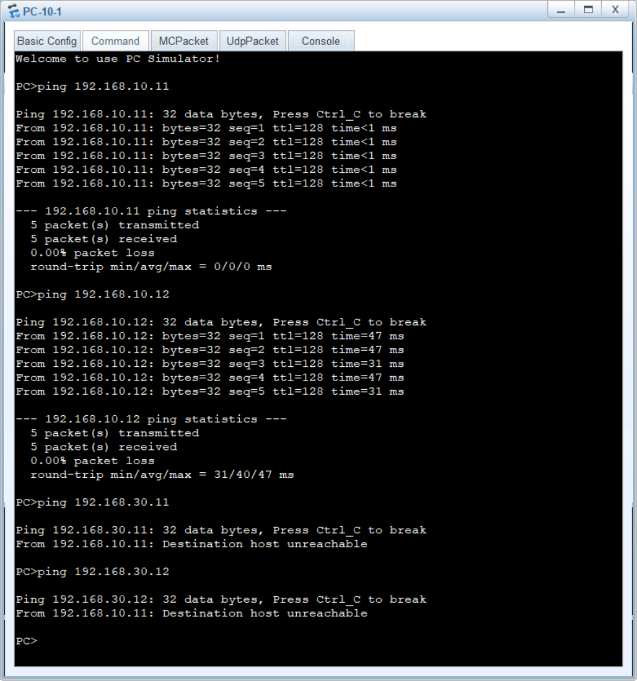 PC-10-1
Basic Config Command MCPacket UdpPacket Console
Welcome to use PC Simulator!
PC>ping 192.168.10.11
Ping 192.168.10.11: 32 data bytes, Press Ctrl_C to break
From 192.168.10.11: bytes=32 seq=1 ttl=128 time<1 ms
From 192.168.10.11: bytes=32 seq=2 ttl=128 time<1 ms
From 192.168.10.11: bytes=32 seq=3 ttl=128 time<1 ms
From 192.168.10.11: bytes=32 seq=4 ttl=128 time<1 ms
From 192.168.10.11: bytes=32 seq=5 ttl=128 time<1 ms
--- 192.168.10.11 ping statistics ---
5 packet(s) transmitted
5 packet(s) received
0.00% packet loss
round-trip min/avg/max = 0/0/0 ms
PC>ping 192.168.10.12
Ping 192.168.10.12: 32 data bytes, Press Ctrl_C to break
From 192.168.10.12: bytes=32 seq=1 ttl=128 time=47 ms
From 192.168.10.12: bytes=32 seq=2 ttl=128 time=47 ms
From 192.168.10.12: bytes=32 seq=3 ttl=128 time=31 ms
From 192.168.10.12: bytes=32 seq=4 ttl=128 time=47 ms
From 192.168.10.12: bytes=32 seq=5 ttl=128 time=31 ms
--- 192.168.10.12 ping statistics ---
5 packet(s) transmitted
5 packet(s) received
0.00% packet loss
round-trip min/avg/max = 31/40/47 ms
PC>ping 192.168.30.11
Ping 192.168.30.11: 32 data bytes, Press Ctrl_C to break
From 192.168.10.11: Destination host unreachable
PC>ping 192.168.30.12
Ping 192.168.30.12: 32 data bytes, Press Ctrl_C to break
From 192.168.10.11: Destination host unreachable
PC>